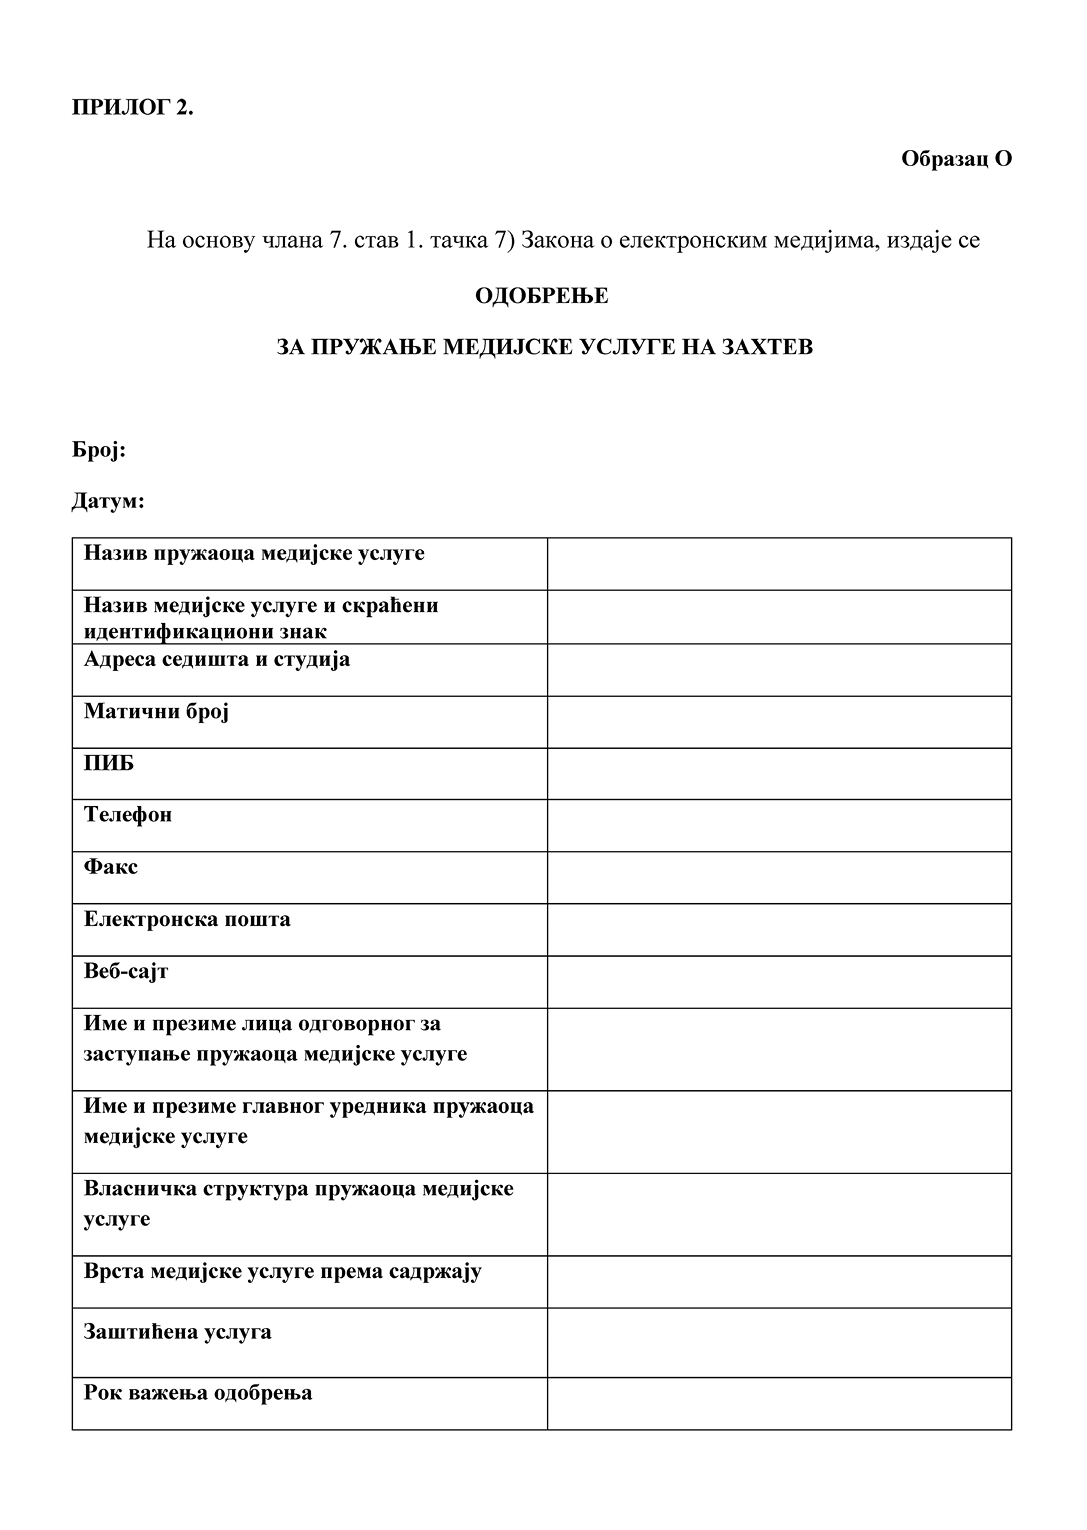 ПРИЛОГ 2.
Образац О
На основу члана 7. став 1. тачка 7) Закона о електронским медијима, издаје се
ОДОБРЕЊЕ
ЗА ПРУЖАЊЕ МЕДИЈСКЕ УСЛУГЕ НА ЗАХТЕВ
Број:
Датум:
Назив пружаоца медијске услуге
Назив медијске услуге и скраћени
идентификациони знак
Адреса седишта и студија
Матични број
ПИБ
Телефон
Факс
Електронска пошта
Веб-сајт
Име и презиме лица одговорног за
заступање пружаоца медијске услуге
Име и презиме главног уредника пружаоца
медијске услуге
Власничка структура пружаоца медијске
услуге
Врста медијске услуге према садржају
Заштићена услуга
Рок важења одобрења